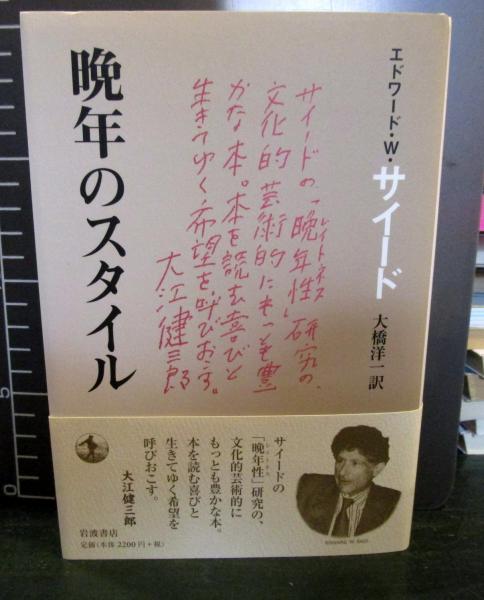 エドワード・W・サイード
大橋洋一訳
晩年のスタイル
サイードの「晩年性」研究の、
レイトネス
文化的芸術的にもっとも豊
かな本。本を読む喜びと
生きてゆく希望を呼びおこす。
大江健三郎
サイードの
「晩年性」研究の、
レイトネス
文化的芸術的に
もっとも豊かな本。
本を読む喜びと
生きてゆく希望を
呼びおこす。
大江健三郎
岩波書店
定価(本体 2200円+税)
EDWARD W. SAID